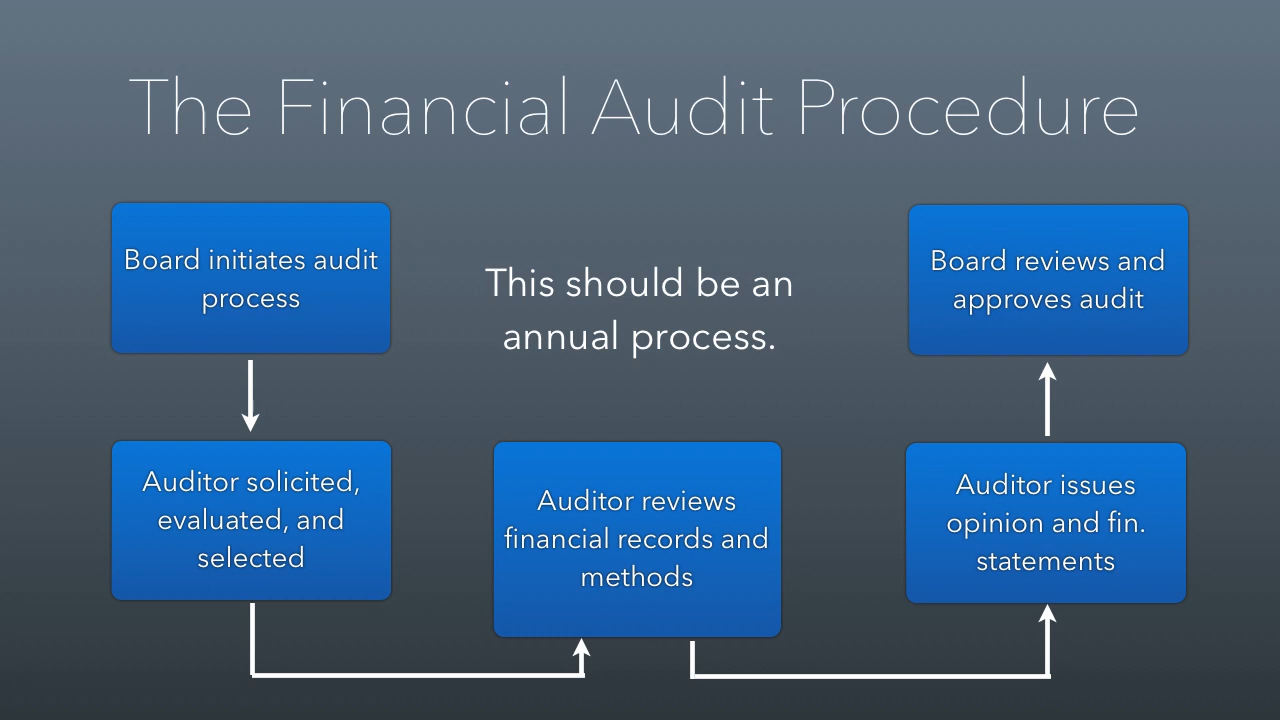 The Financial Audit Procedure
Board initiates audit
process
This should be an
annual process.
Board reviews and
approves audit
Auditor solicited,
evaluated, and
selected
Auditor reviews
financial records and
methods
Auditor issues
opinion and fin.
statements